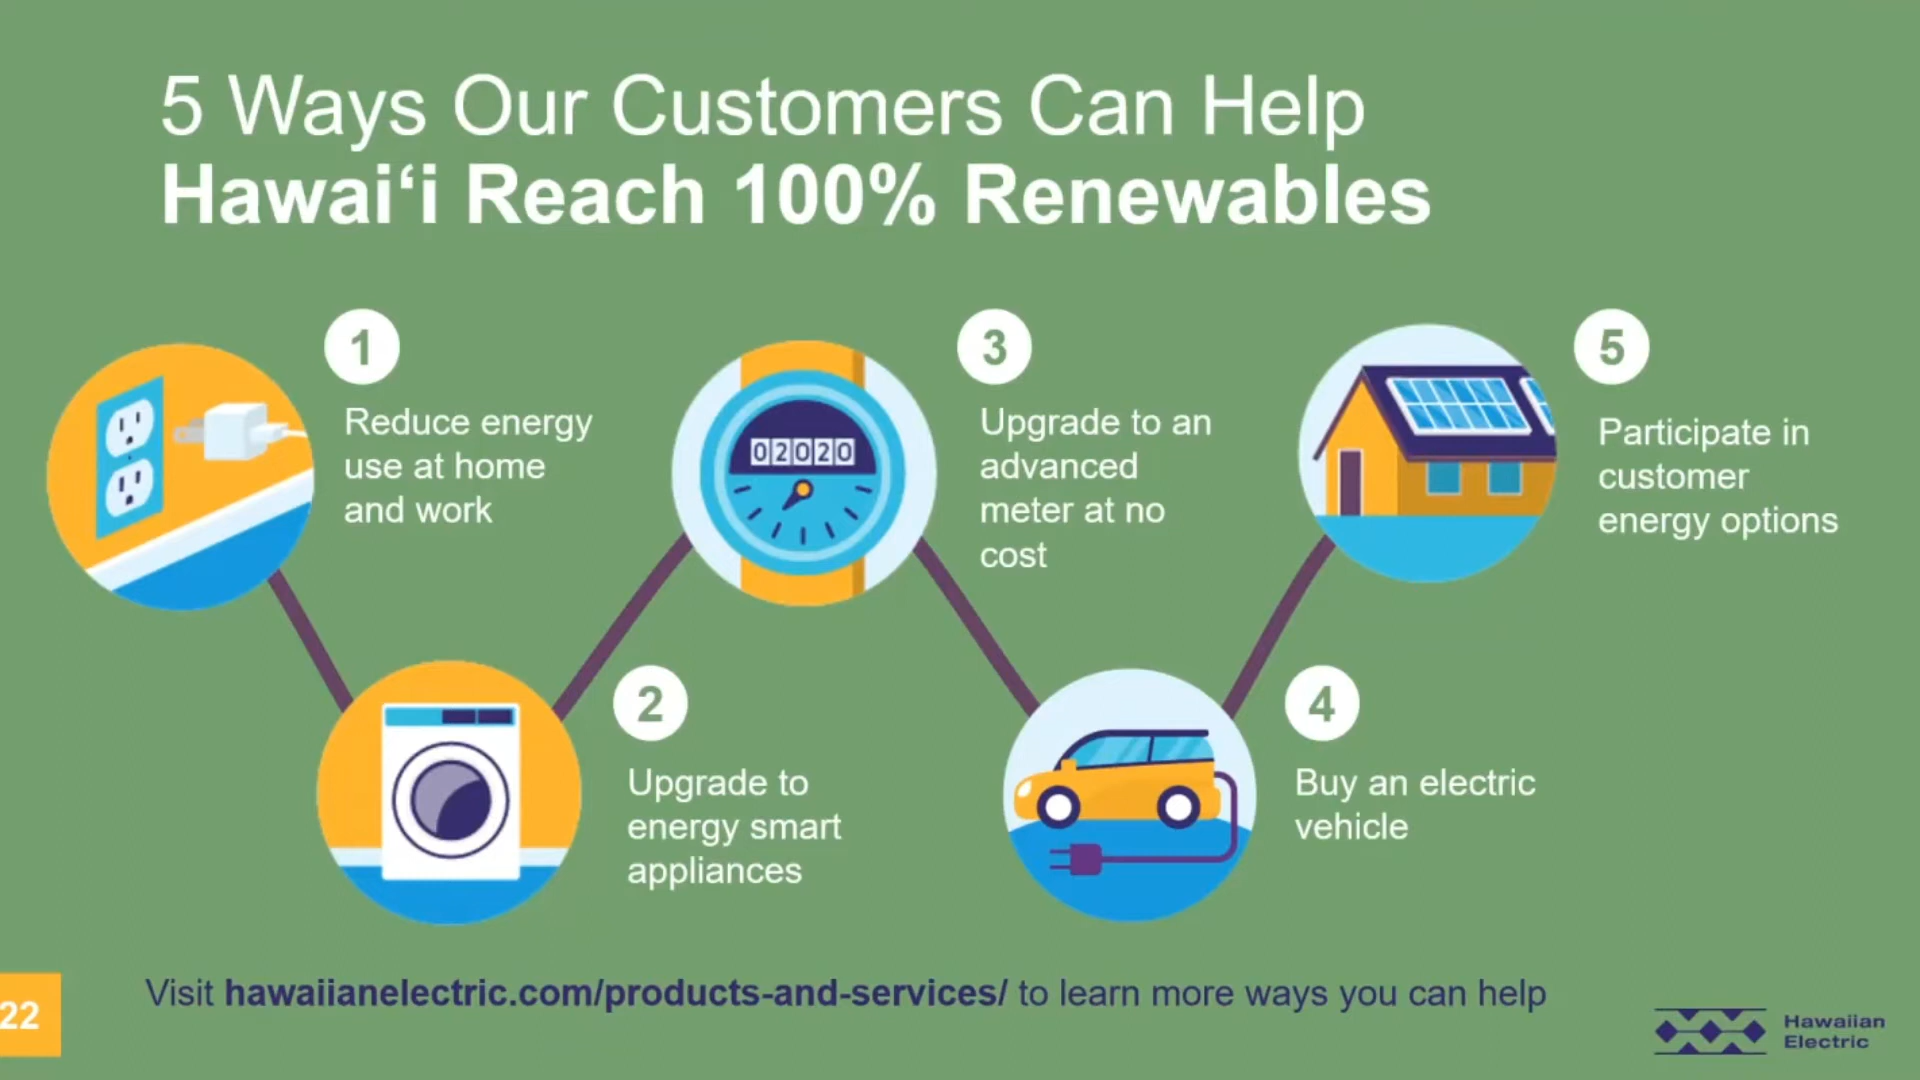 5 Ways Our Customers Can Help
Hawaiʻi Reach 100% Renewables
1
Reduce energy
use at home
and work
2
Upgrade to
energy smart
appliances
02020
3
Upgrade to an
advanced
meter at no
cost
4
Buy an electric
vehicle
5
Participate in
customer
energy options
Visit hawaiianelectric.com/products-and-services/ to learn more ways you can help
22
Hawaiian
Electric